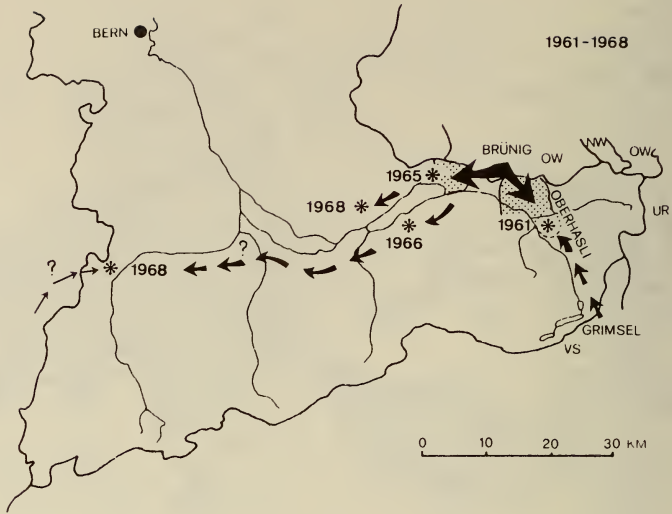 BERN
1961-1968
BRÜNIG
NW
OW
OW
1965
OBERHASLI
UR
1968
1961
1966
?
?
1968
GRIMSEL
VS
0 10 20 30 KM